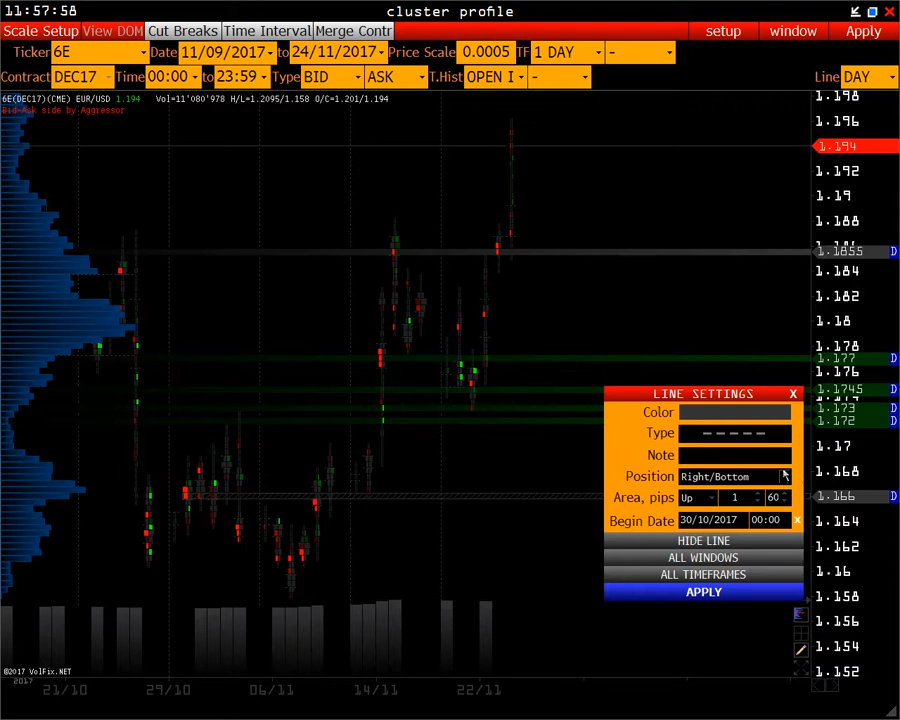 11:57:58 cluster profile
Scale Setup View DOM Cut Breaks Time Interval Merge Contr setup window Apply
Ticker 6E Date 11/09/2017 to 24/11/2017 Price Scale 0.0005 TF 1 DAY -
Contract DEC17 Time 00:00 to 23:59 Type BID ASK T.Hist OPEN I - Line DAY
6E(DEC17)(CME) EUR/USD 1.194 Vol=11'080'978 H/L=1.2095/1.158 O/C=1.201/1.194
Bid-Ask side by Aggressor
1.198
1.196
1.194
1.192
1.19
1.188
1.1855 D
1.184
1.182
1.18
1.178
1.177 D
1.176
1.1745 D
1.173 D
1.172 D
1.17
1.168
1.166 D
1.164
1.162
1.16
1.158
1.156
1.154
1.152
LINE SETTINGS X
Color
Type - - - - -
Note
Position Right/Bottom
Area, pips Up 1 60
Begin Date 30/10/2017 00:00 x
HIDE LINE
ALL WINDOWS
ALL TIMEFRAMES
APPLY
©2017 VolFix.NET
2017
21/10 29/10 06/11 14/11 22/11